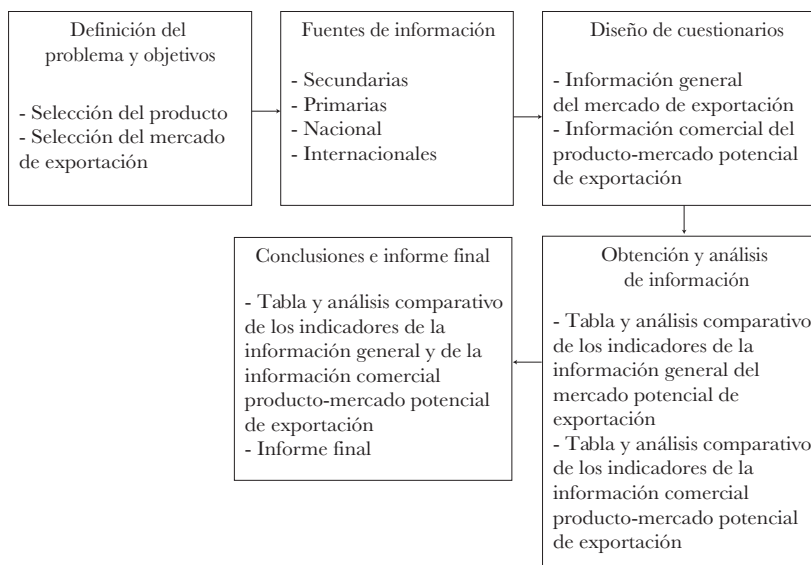 Definición del
problema y objetivos
- Selección del producto
- Selección del mercado
de exportación
Fuentes de información
- Secundarias
- Primarias
- Nacional
- Internacionales
Diseño de cuestionarios
- Información general
del mercado de exportación
- Información comercial del
producto-mercado potencial
de exportación
Obtención y análisis
de información
- Tabla y análisis comparativo
de los indicadores de la
información general del
mercado potencial de
exportación
- Tabla y análisis comparativo
de los indicadores de la
información comercial
producto-mercado potencial de
exportación
Conclusiones e informe final
- Tabla y análisis comparativo
de los indicadores de la
información general y de la
información comercial
producto-mercado potencial
de exportación
- Informe final